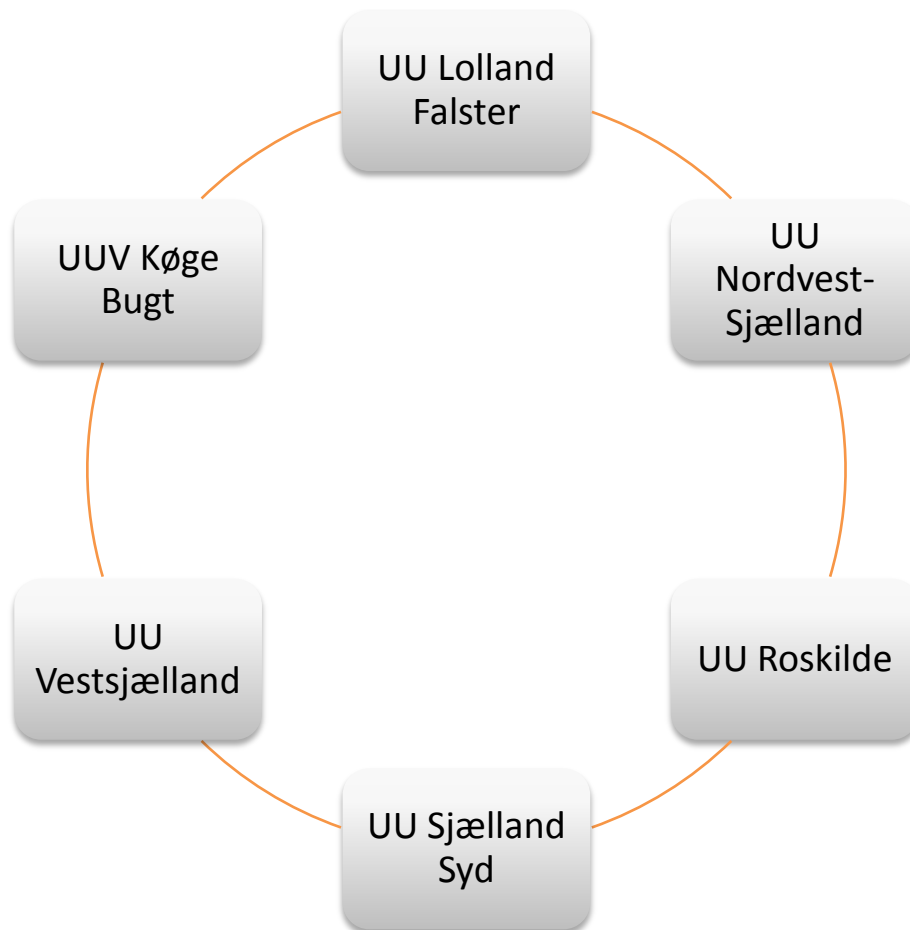 UU Lolland
Falster
UU
Nordvest-
Sjælland
UU Roskilde
UU Sjælland
Syd
UU
Vestsjælland
UUV Køge
Bugt